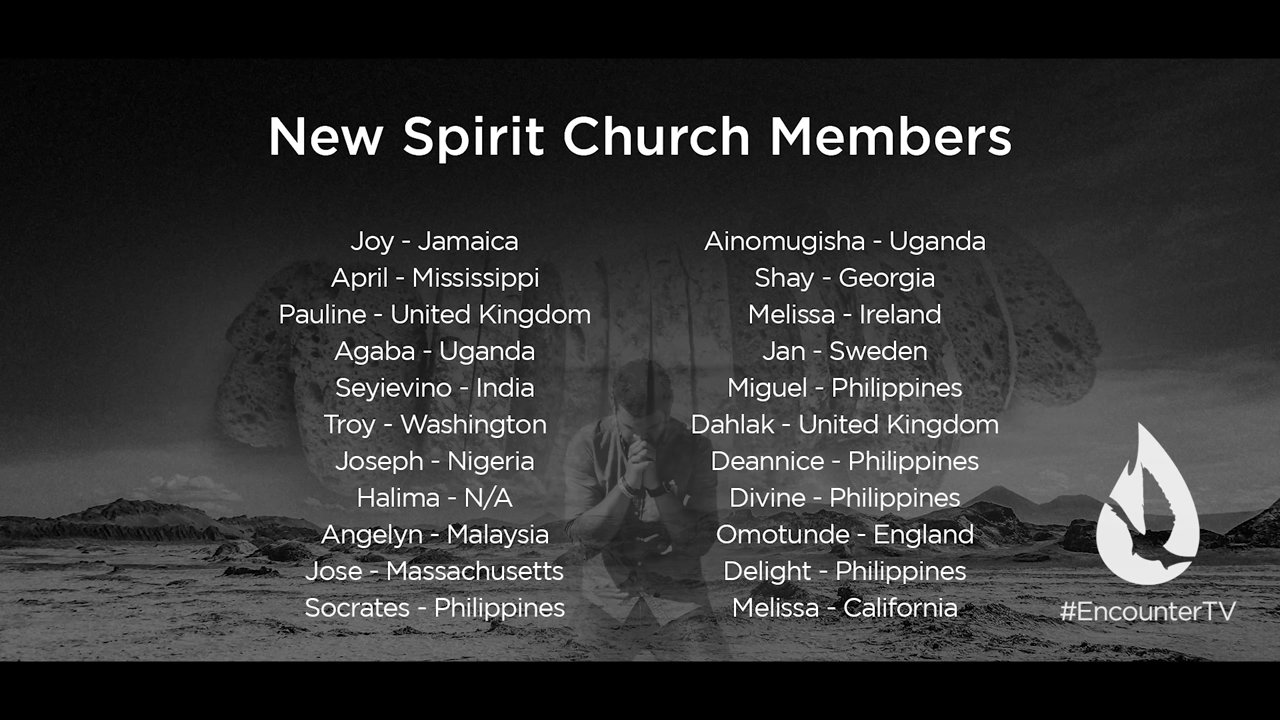 New Spirit Church Members
Joy - Jamaica
April - Mississippi
Pauline - United Kingdom
Agaba - Uganda
Seyievino - India
Troy - Washington
Joseph - Nigeria
Halima - N/A
Angelyn - Malaysia
Jose - Massachusetts
Socrates - Philippines
Ainomugisha - Uganda
Shay - Georgia
Melissa - Ireland
Jan - Sweden
Miguel - Philippines
Dahlak - United Kingdom
Deannice - Philippines
Divine - Philippines
Omotunde - England
Delight - Philippines
Melissa - California
#EncounterTV